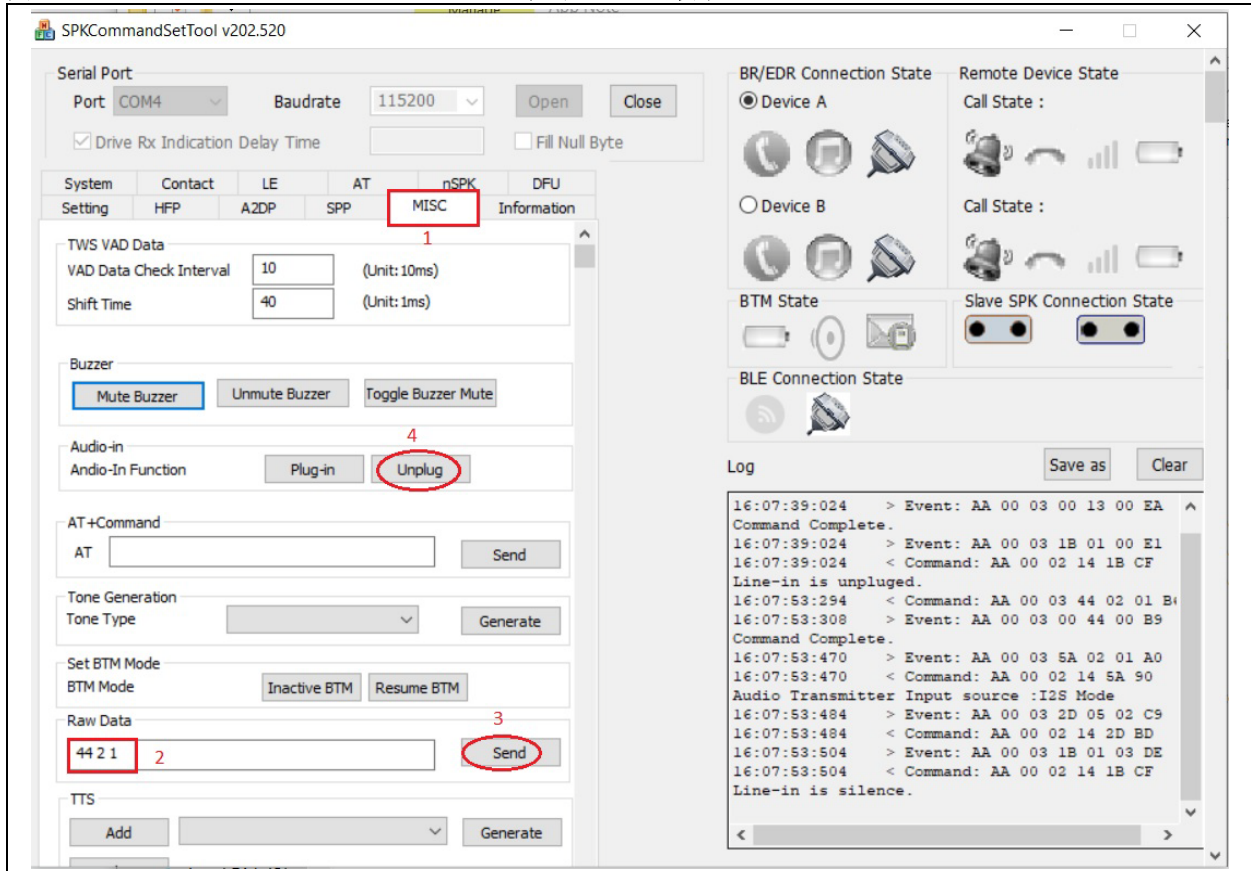 Manage App Note
SPKCommandSetTool v202.520
Serial Port
Port COM4 Baudrate 115200 Open Close
Drive Rx Indication Delay Time Fill Null Byte
System Contact LE AT nSPK DFU
Setting HFP A2DP SPP MISC Information
1
TWS VAD Data
VAD Data Check Interval 10 (Unit: 10ms)
Shift Time 40 (Unit: 1ms)
Buzzer
Mute Buzzer Unmute Buzzer Toggle Buzzer Mute
4
Audio-in
Andio-In Function Plug-in Unplug
AT+Command
AT Send
Tone Generation
Tone Type Generate
Set BTM Mode
BTM Mode Inactive BTM Resume BTM
Raw Data
3
44 2 1 2 Send
TTS
Add Generate
BR/EDR Connection State Remote Device State
Device A Call State :
Device B Call State :
BTM State Slave SPK Connection State
BLE Connection State
Log Save as Clear
16:07:39:024 > Event: AA 00 03 00 13 00 EA
Command Complete.
16:07:39:024 > Event: AA 00 03 1B 01 00 E1
16:07:39:024 < Command: AA 00 02 14 1B CF
Line-in is unpluged.
16:07:53:294 < Command: AA 00 03 44 02 01
16:07:53:308 > Event: AA 00 03 00 44 00 B9
Command Complete.
16:07:53:470 > Event: AA 00 03 5A 02 01 A0
16:07:53:470 < Command: AA 00 02 14 5A 90
Audio Transmitter Input source :I2S Mode
16:07:53:484 > Event: AA 00 03 2D 05 02 C9
16:07:53:484 < Command: AA 00 02 14 2D BD
16:07:53:504 > Event: AA 00 03 1B 01 03 DE
16:07:53:504 < Command: AA 00 02 14 1B CF
Line-in is silence.